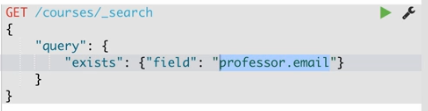 GET /courses/_search
{
    "query": {
        "exists": {"field": "professor.email"}
    }
}